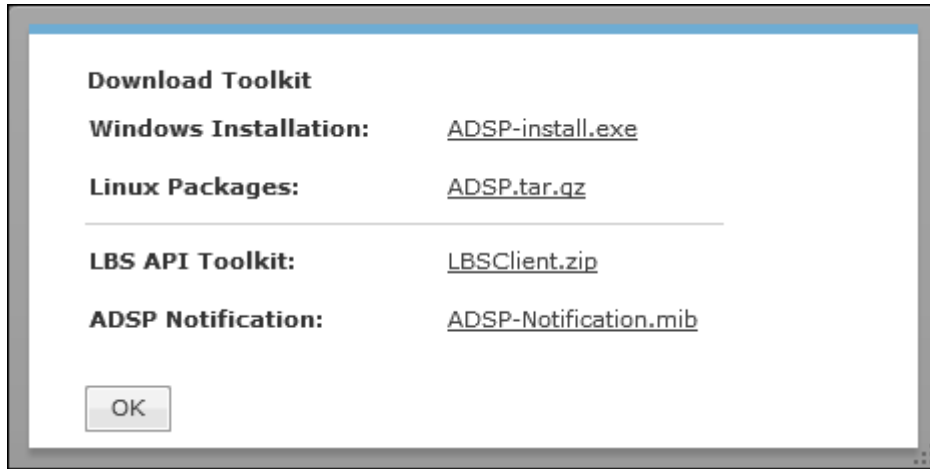 Download Toolkit
Windows Installation: ADSP-install.exe
Linux Packages: ADSP.tar.gz
LBS API Toolkit: LBSClient.zip
ADSP Notification: ADSP-Notification.mib
OK